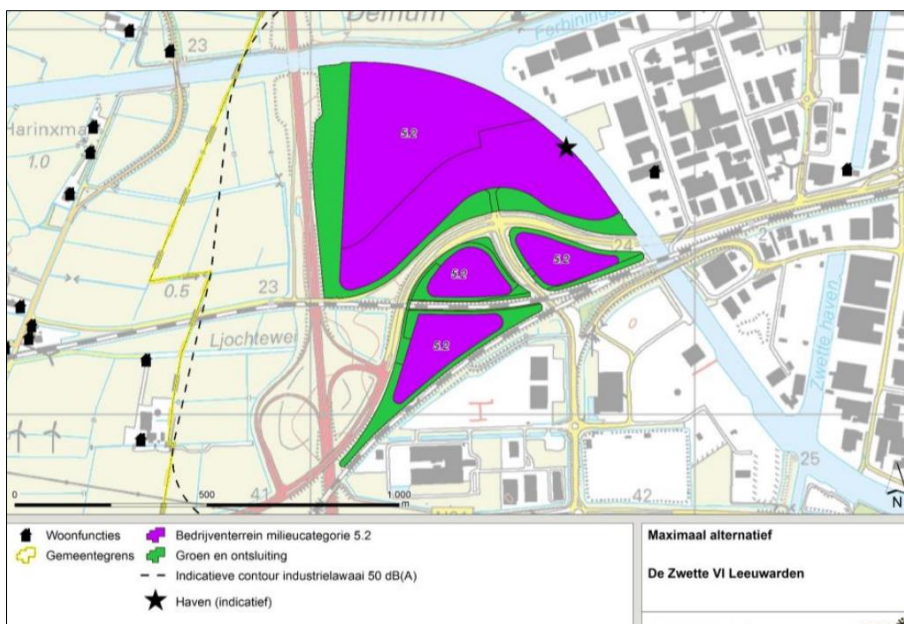 Deinum
Ferbinings
23
Harinxma
1.0
5.2
24
21
5.2
5.2
0.5
23
Ljochtewei
5.2
Zwette haven
H
25
41
42
0 500 1.000
m
N
Woonfuncties
Gemeentegrens
Bedrijventerrein milieucategorie 5.2
Groen en ontsluiting
Indicatieve contour industrielawaai 50 dB(A)
Haven (indicatief)
Maximaal alternatief
De Zwette VI Leeuwarden